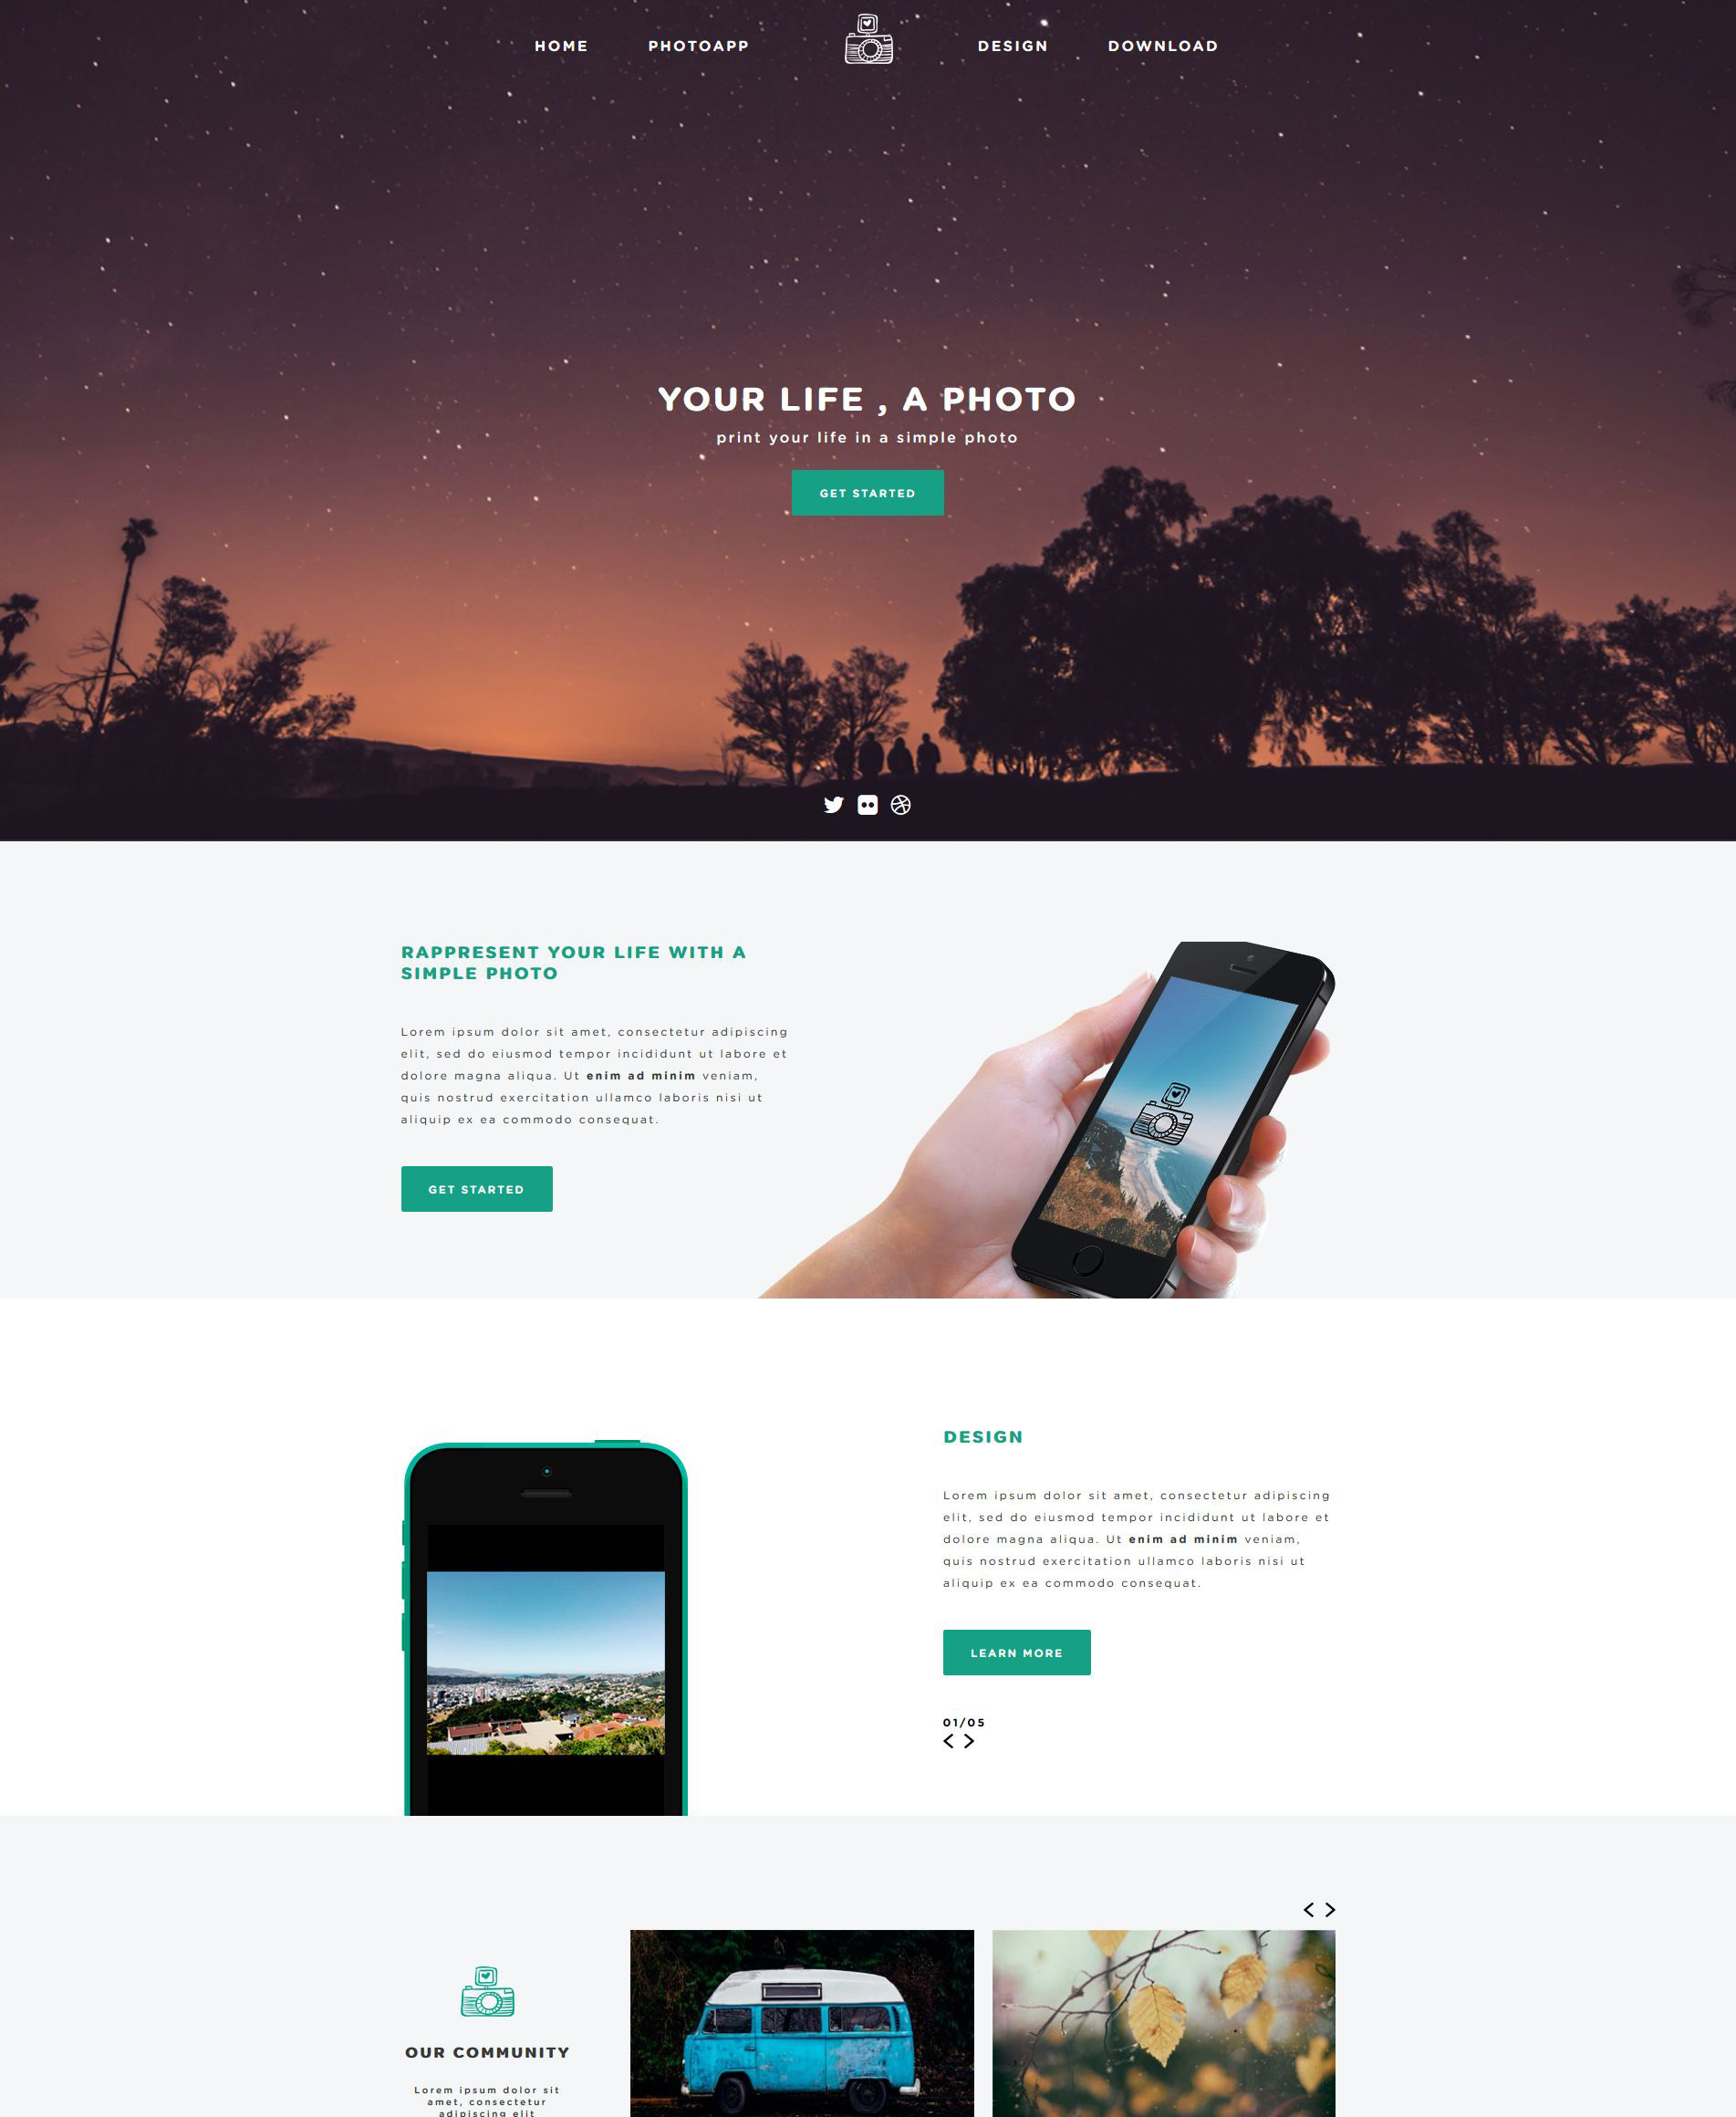 HOME PHOTOAPP DESIGN DOWNLOAD
YOUR LIFE , A PHOTO
print your life in a simple photo
GET STARTED
RAPPRESENT YOUR LIFE WITH A
SIMPLE PHOTO
Lorem ipsum dolor sit amet, consectetur adipiscing
elit, sed do eiusmod tempor incididunt ut labore et
dolore magna aliqua. Ut enim ad minim veniam,
quis nostrud exercitation ullamco laboris nisi ut
aliquip ex ea commodo consequat.
GET STARTED
DESIGN
Lorem ipsum dolor sit amet, consectetur adipiscing
elit, sed do eiusmod tempor incididunt ut labore et
dolore magna aliqua. Ut enim ad minim veniam,
quis nostrud exercitation ullamco laboris nisi ut
aliquip ex ea commodo consequat.
LEARN MORE
01/05
OUR COMMUNITY
Lorem ipsum dolor sit
amet, consectetur
adipiscing elit